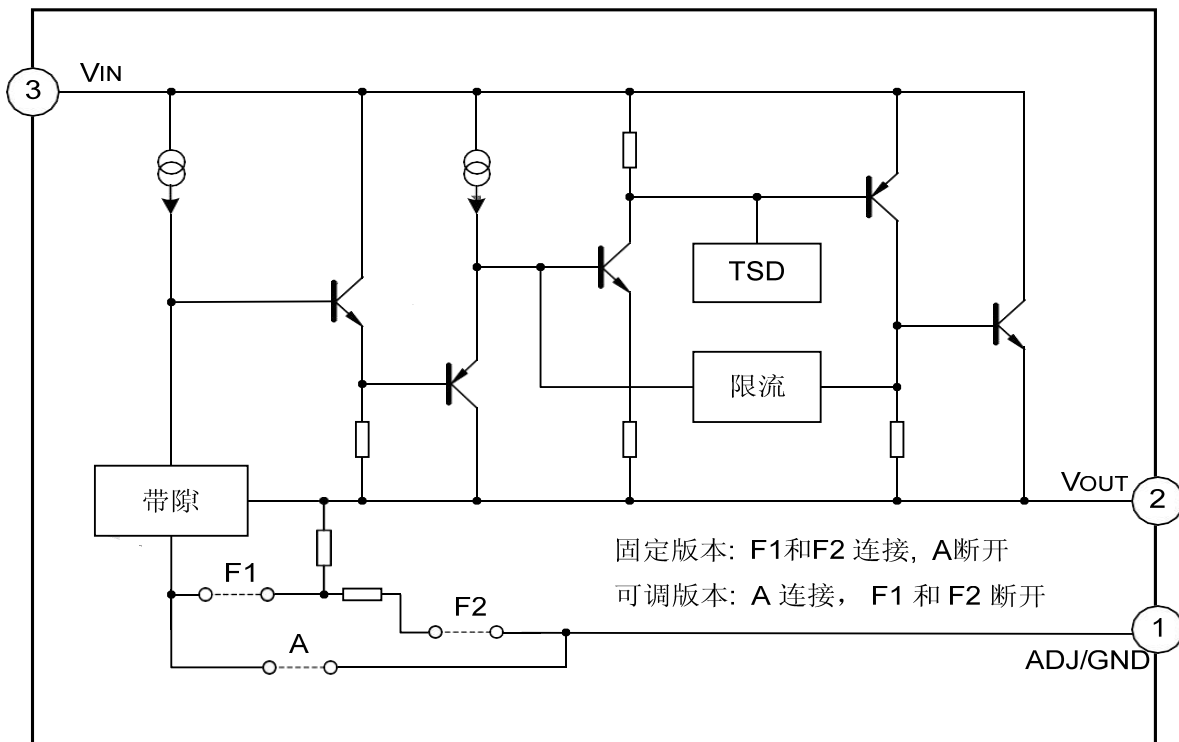 VIN
3
TSD
限流
带隙
VOUT
2
固定版本: F1和F2 连接, A断开
F1
可调版本: A 连接， F1 和 F2 断开
F2
1
A
ADJ/GND